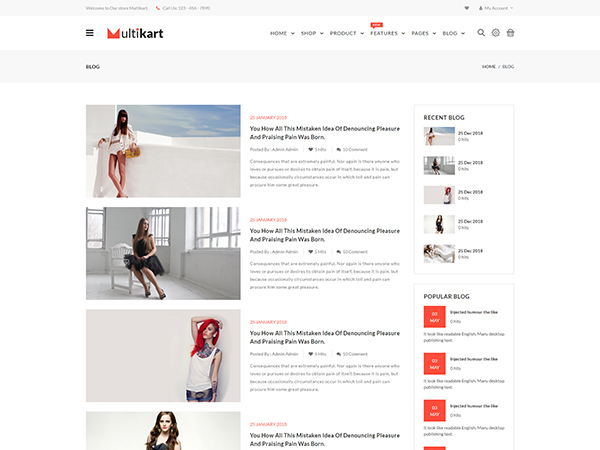 Welcome to Our store Multikart
Call Us: 123 - 456 - 7890
My Account
Multikart
HOME
SHOP
PRODUCT
NEW
FEATURES
PAGES
BLOG
BLOG
HOME / BLOG
25 JANUARY 2018
You How All This Mistaken Idea Of Denouncing Pleasure
And Praising Pain Was Born.
Posted By : Admin Admin
5 Hits
10 Comment
Consequences that are extremely painful. Nor again is there anyone who
loves or pursues or desires to obtain pain of itself, because it is pain, but
because occasionally circumstances occur in which toil and pain can
procure him some great pleasure.
25 JANUARY 2018
You How All This Mistaken Idea Of Denouncing Pleasure
And Praising Pain Was Born.
Posted By : Admin Admin
5 Hits
10 Comment
Consequences that are extremely painful. Nor again is there anyone who
loves or pursues or desires to obtain pain of itself, because it is pain, but
because occasionally circumstances occur in which toil and pain can
procure him some great pleasure.
25 JANUARY 2018
You How All This Mistaken Idea Of Denouncing Pleasure
And Praising Pain Was Born.
Posted By : Admin Admin
5 Hits
10 Comment
Consequences that are extremely painful. Nor again is there anyone who
loves or pursues or desires to obtain pain of itself, because it is pain, but
because occasionally circumstances occur in which toil and pain can
procure him some great pleasure.
25 JANUARY 2018
You How All This Mistaken Idea Of Denouncing Pleasure
And Praising Pain Was Born.
RECENT BLOG
25 Dec 2018
0 hits
25 Dec 2018
0 hits
25 Dec 2018
0 hits
25 Dec 2018
0 hits
25 Dec 2018
0 hits
POPULAR BLOG
03
MAY
Injected humour the like
0 hits
it look like readable English. Many desktop
publishing text.
03
MAY
Injected humour the like
0 hits
it look like readable English. Many desktop
publishing text.
03
MAY
Injected humour the like
0 hits
it look like readable English. Many desktop
publishing text.
Injected humour the like